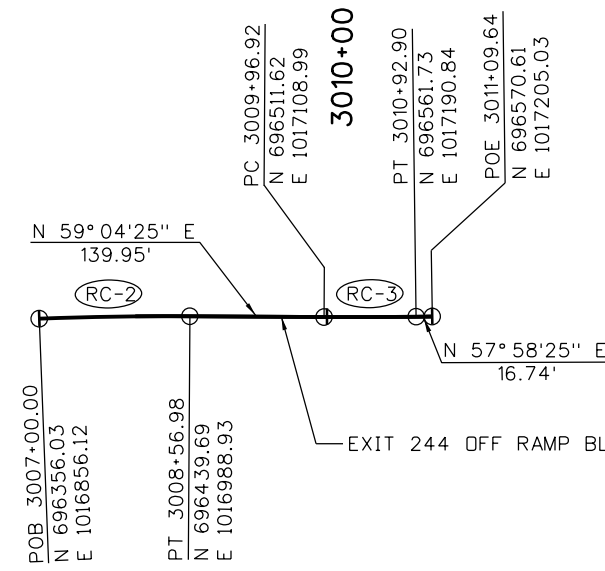 PC 3009+96.92
N 696511.62
E 1017108.99
3010+00
PT 3010+92.90
N 696561.73
E 1017190.84
POE 3011+09.64
N 696570.61
E 1017205.03
N 59°04'25" E
139.95'
RC-2
RC-3
N 57°58'25" E
16.74'
EXIT 244 OFF RAMP BL
POB 3007+00.00
N 696356.03
E 1016856.12
PT 3008+56.98
N 696439.69
E 1016988.93